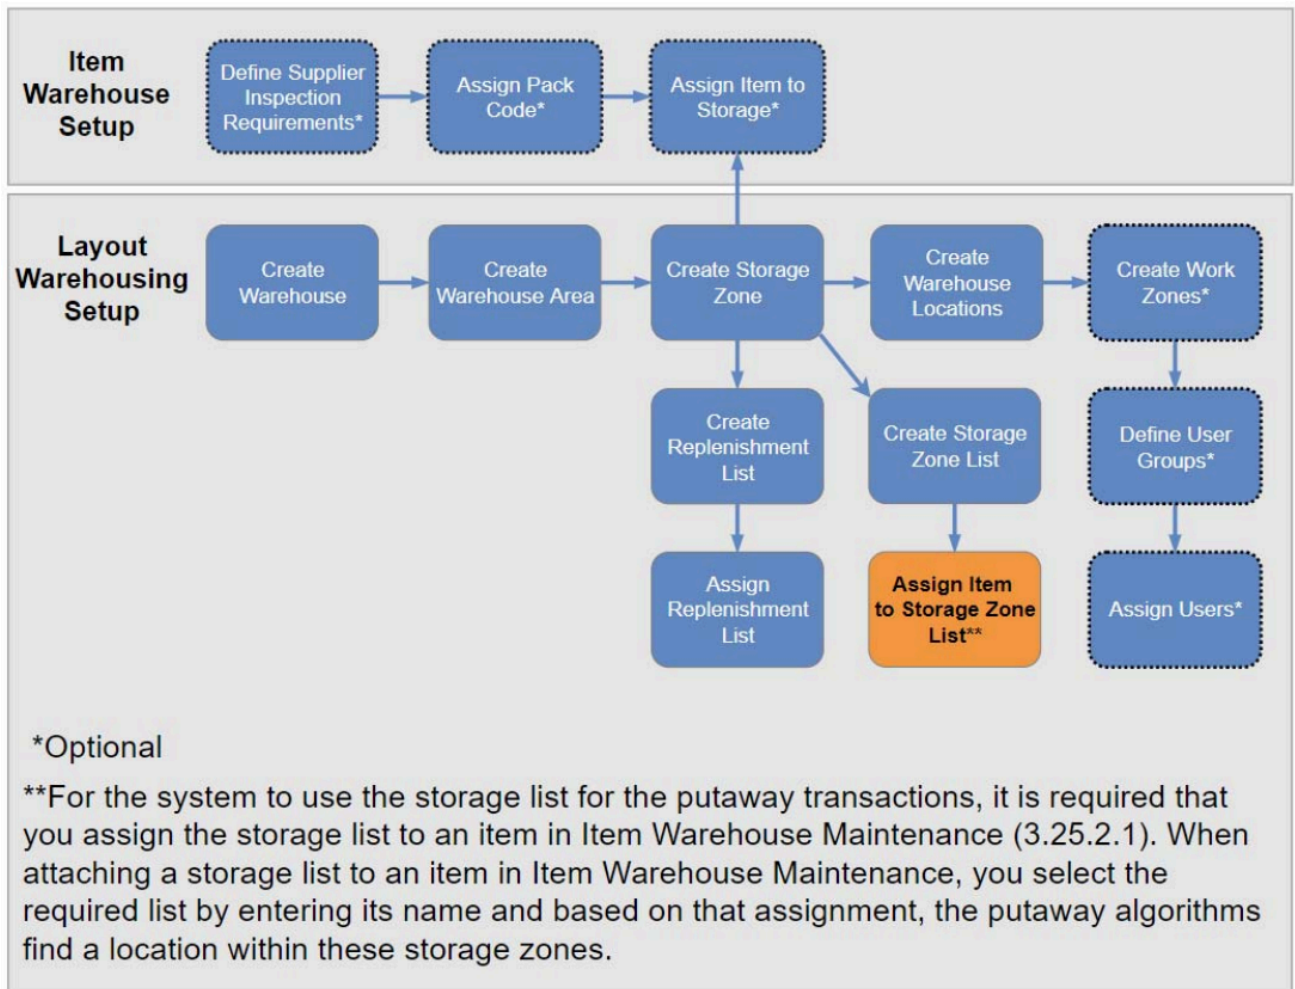 Item
Warehouse
Setup
Define Supplier
Inspection
Requirements*
Assign Pack
Code*
Assign Item to
Storage*
Layout
Warehousing
Setup
Create
Warehouse
Create
Warehouse Area
Create Storage
Zone
Create
Warehouse
Locations
Create Work
Zones*
Create
Replenishment
List
Create Storage
Zone List
Define User
Groups*
Assign
Replenishment
List
Assign Item
to Storage Zone
List**
Assign Users*
*Optional
**For the system to use the storage list for the putaway transactions, it is required that
you assign the storage list to an item in Item Warehouse Maintenance (3.25.2.1). When
attaching a storage list to an item in Item Warehouse Maintenance, you select the
required list by entering its name and based on that assignment, the putaway algorithms
find a location within these storage zones.